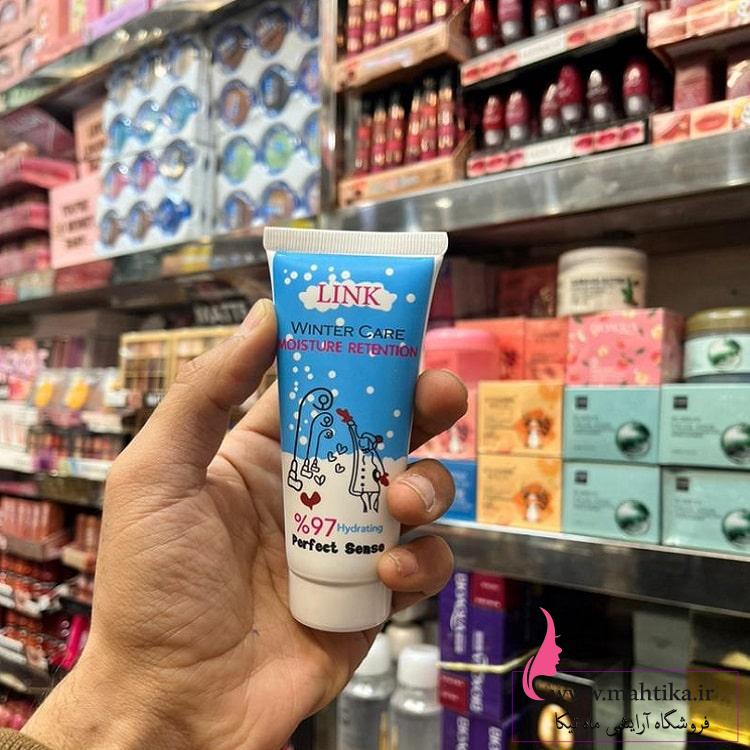 LINK
WINTER CARE
MOISTURE RETENTION
%97 Hydrating
Perfect Sense
www.mahtika.ir
فروشگاه آرایشی ماه تیکا